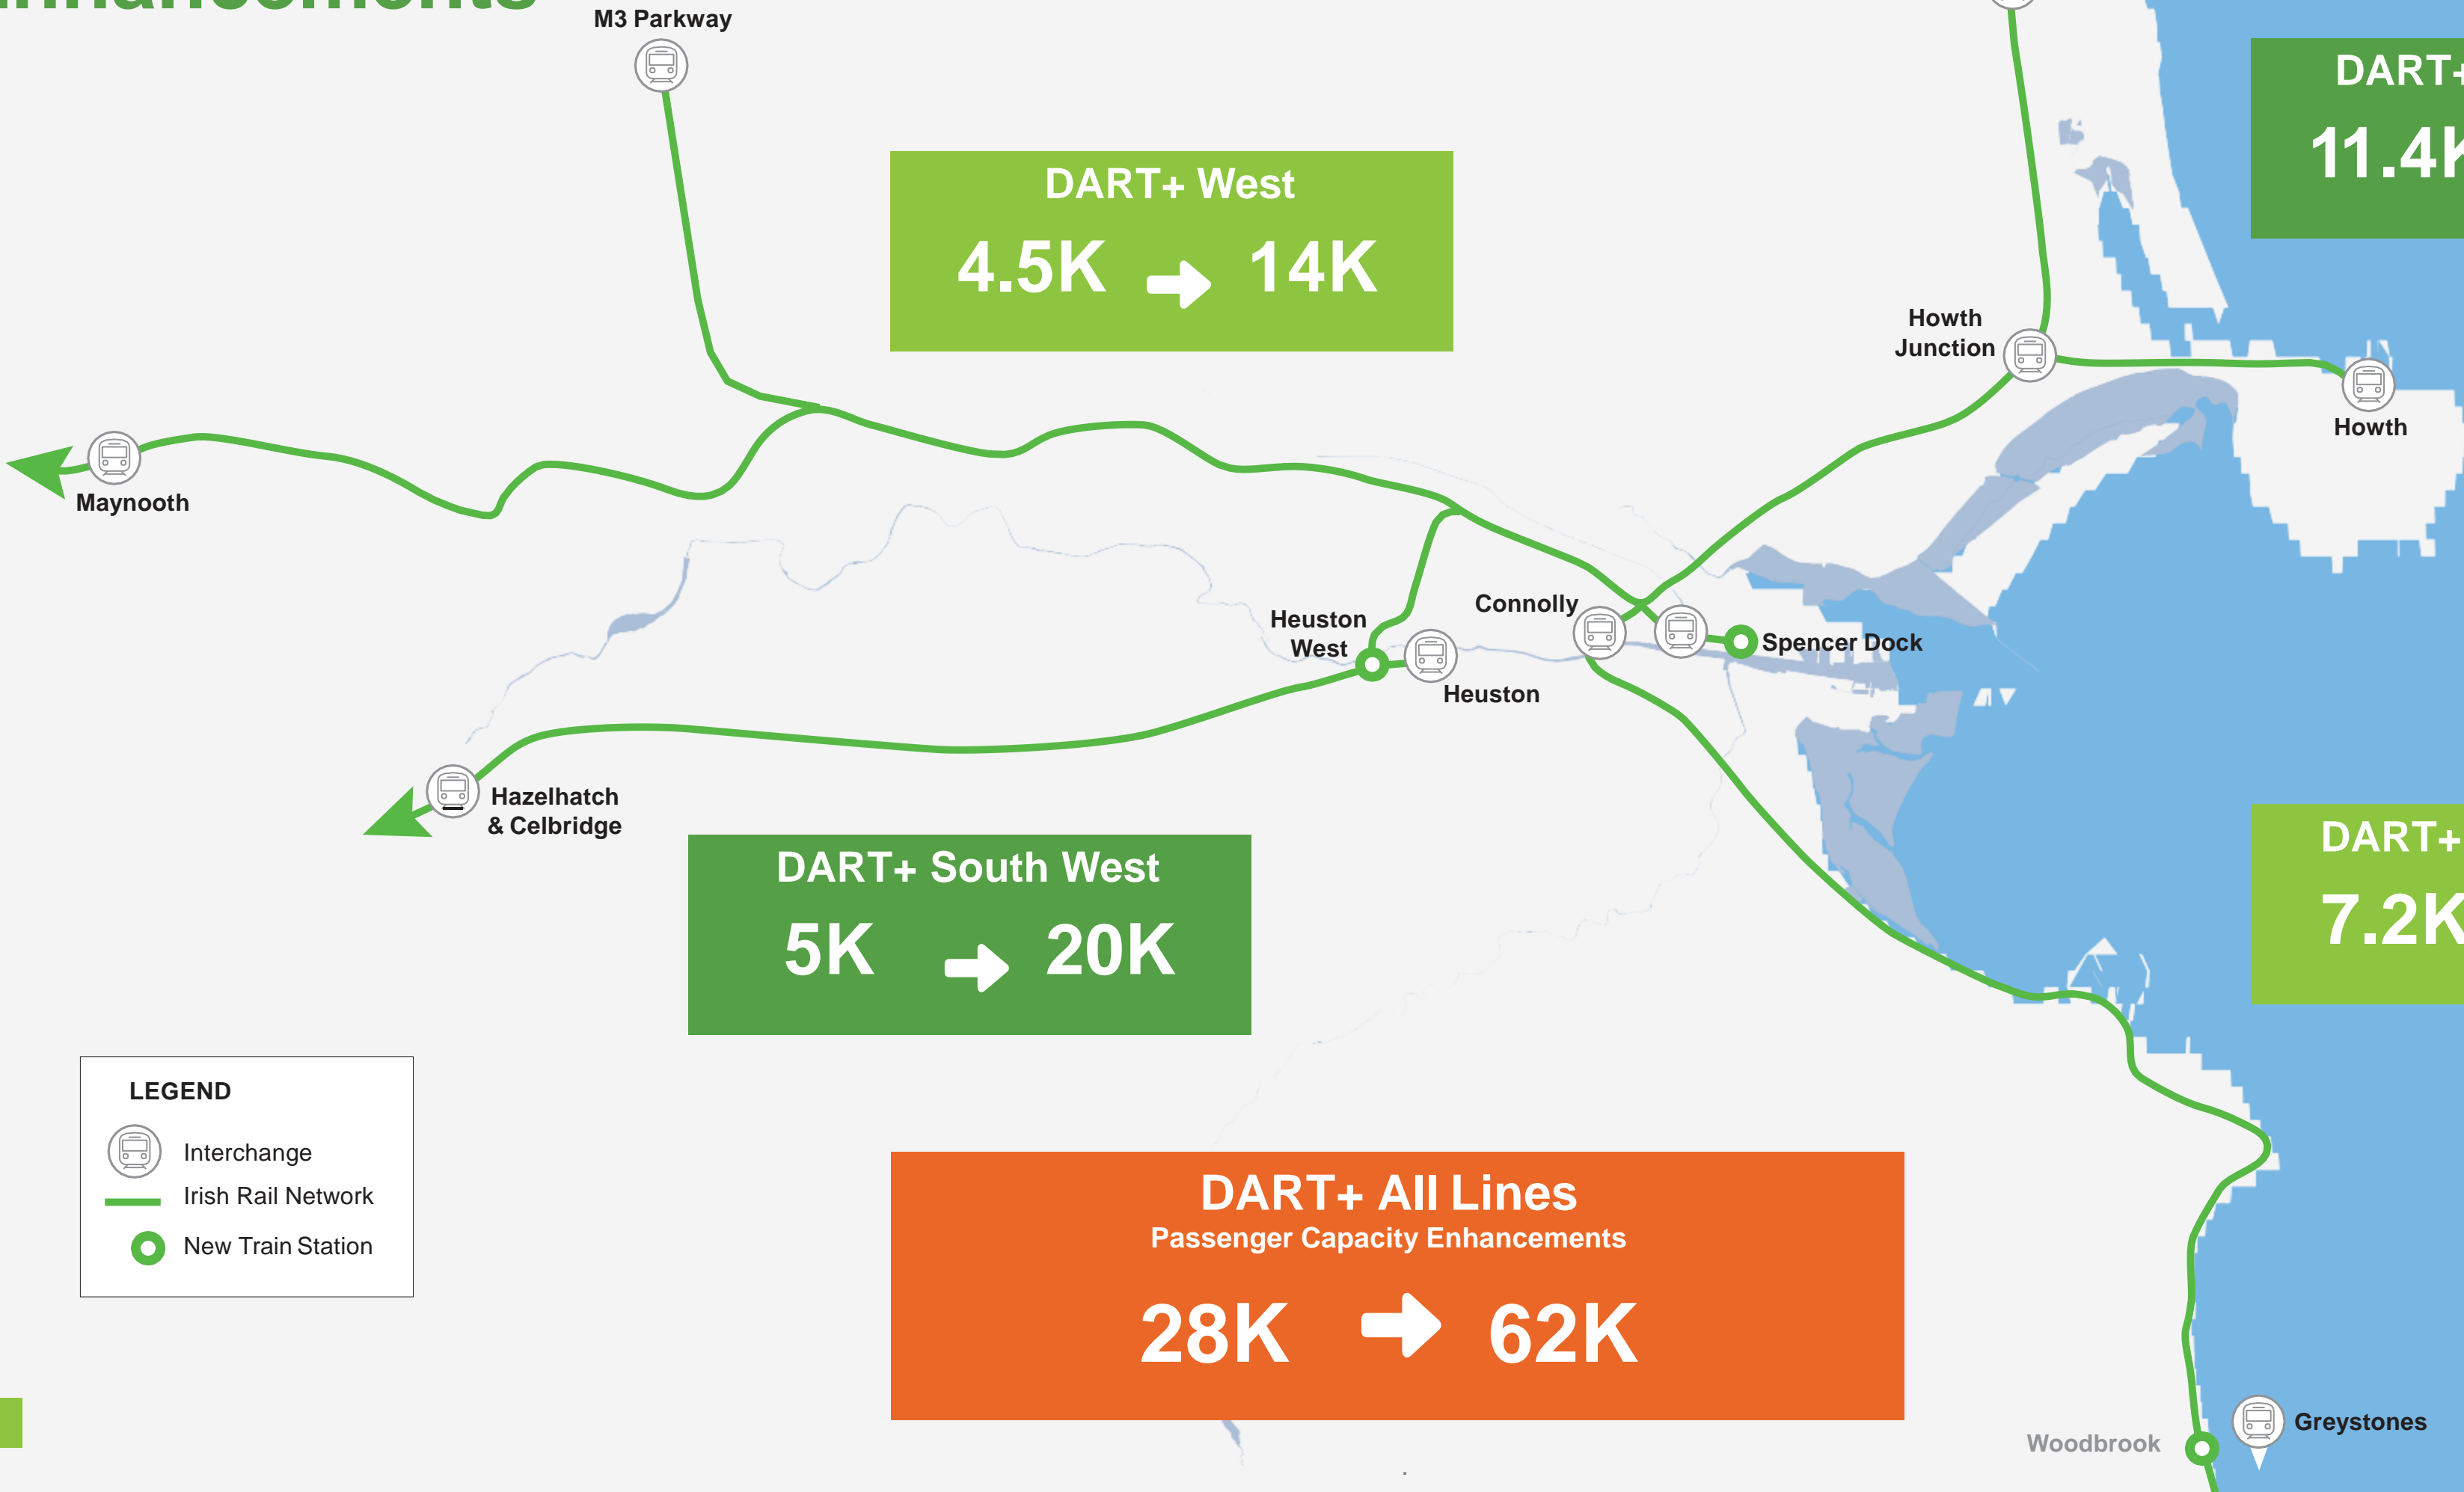 M3 Parkway
DART+
11.4K
DART+ West
4.5K 14K
Howth
Junction
Howth
Maynooth
Connolly
Heuston
West
Spencer Dock
Heuston
Hazelhatch
& Celbridge
DART+
7.2K
DART+ South West
5K 20K
LEGEND
Interchange
Irish Rail Network
New Train Station
DART+ All Lines
Passenger Capacity Enhancements
28K 62K
Greystones
Woodbrook